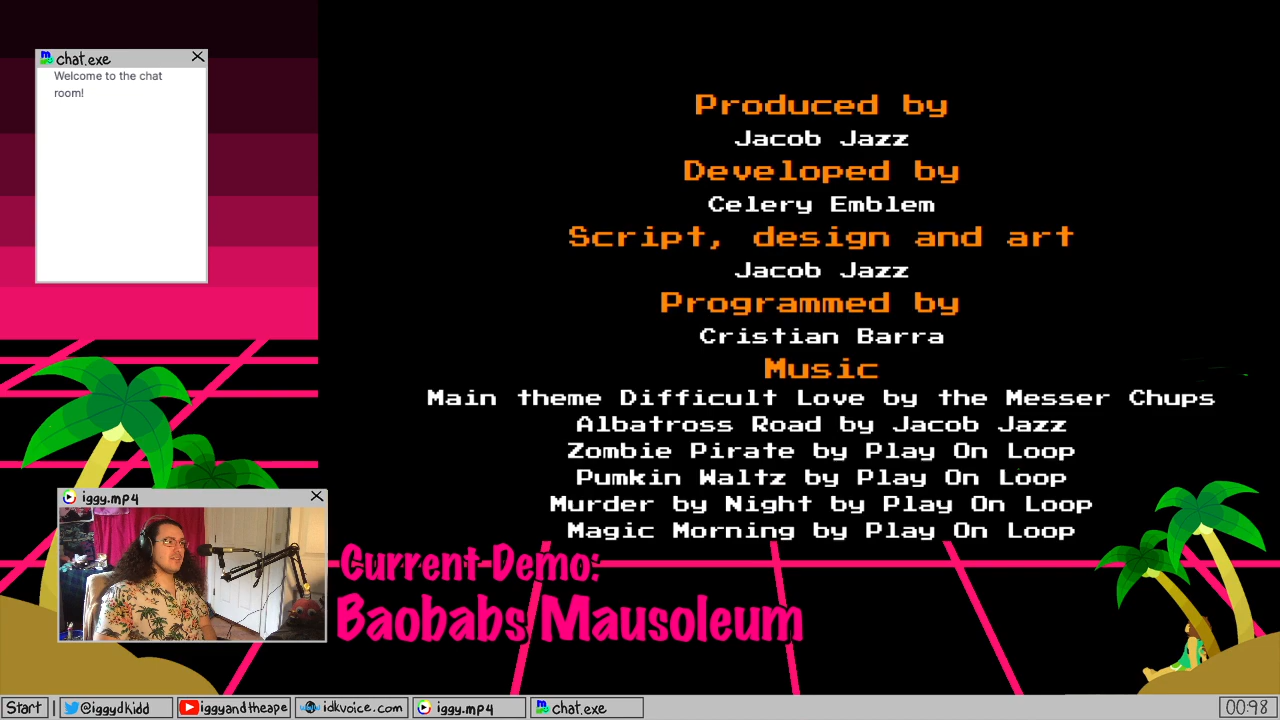 chat.exe
Welcome to the chat
room!
Produced by
Jacob Jazz
Developed by
Celery Emblem
Script, design and art
Jacob Jazz
Programmed by
Cristian Barra
Music
Main theme Difficult Love by the Messer Chups
Albatross Road by Jacob Jazz
Zombie Pirate by Play On Loop
Pumkin Waltz by Play On Loop
Murder by Night by Play On Loop
Magic Morning by Play On Loop
iggy.mp4
Current Demo:
Baobabs Mausoleum
Start | @iggydkidd iggyandtheape www idkvoice.com iggy.mp4 chat.exe 00:98